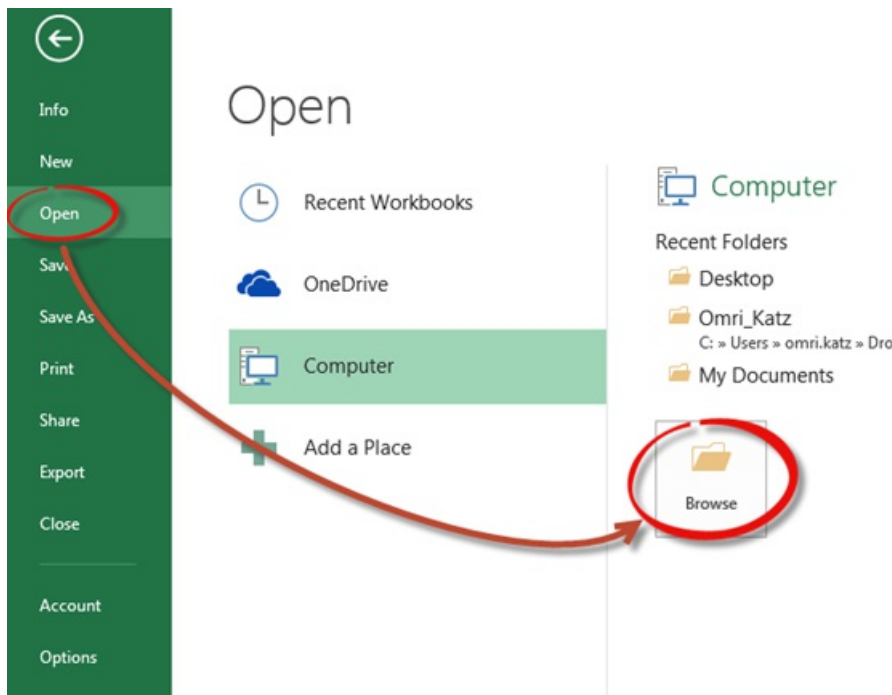 Info
New
Open
Save
Save As
Print
Share
Export
Close
Account
Options
Open
Recent Workbooks
OneDrive
Computer
Add a Place
Computer
Recent Folders
Desktop
Omri_Katz
C: » Users » omri.katz » Dro
My Documents
Browse